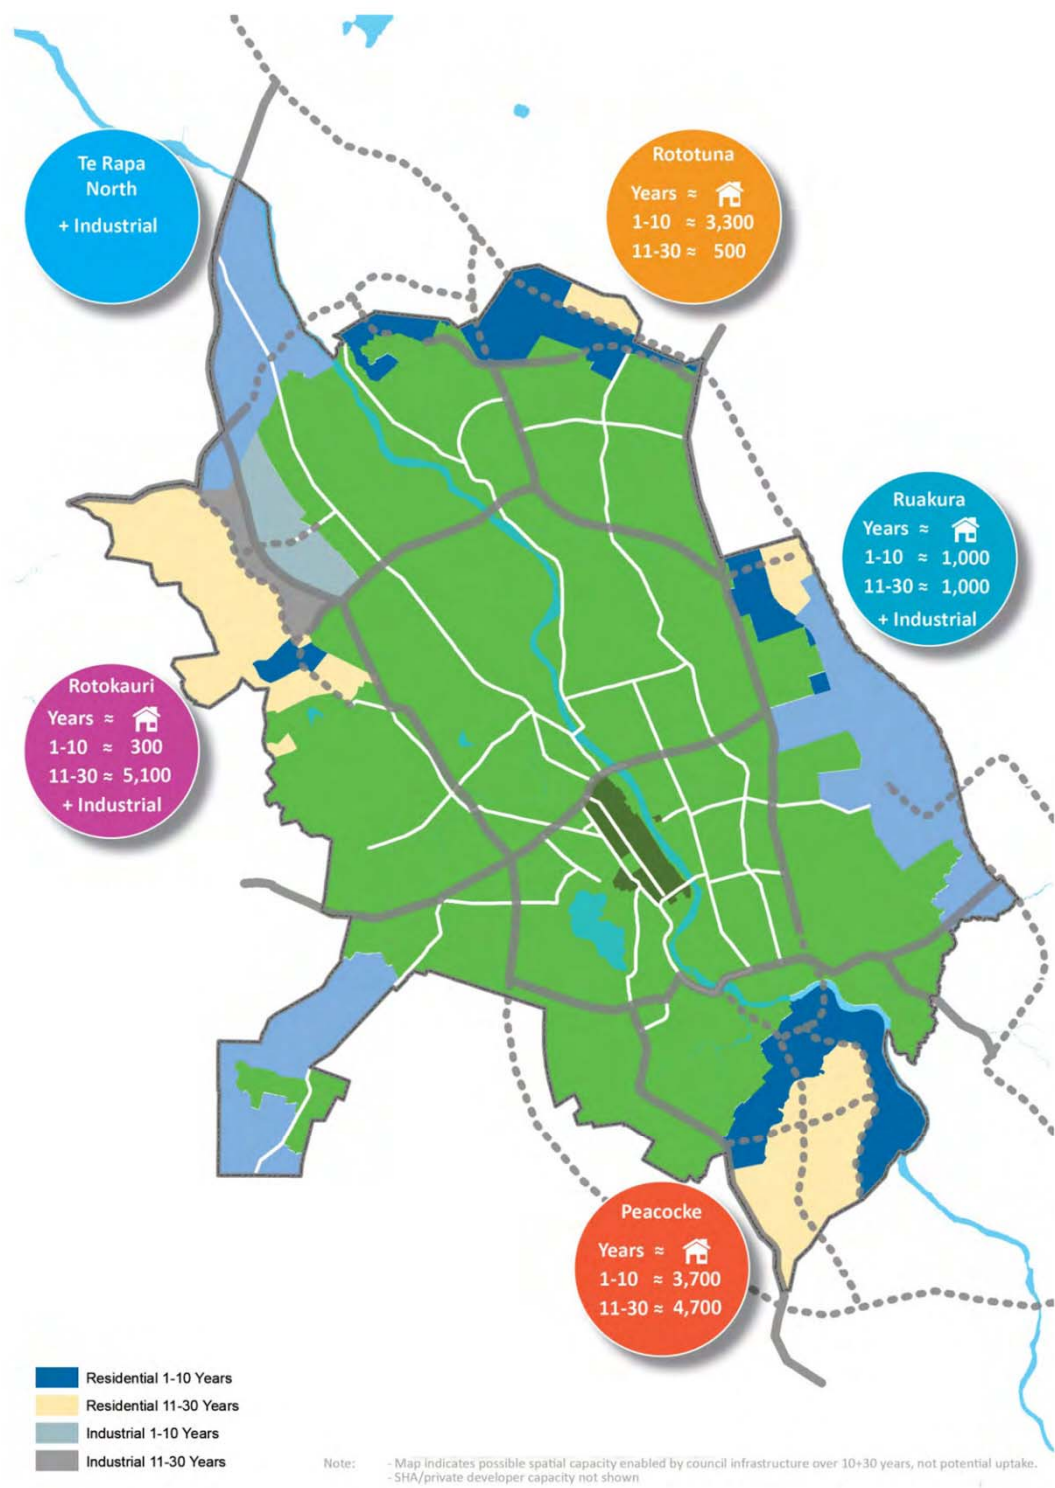 Te Rapa
North
+ Industrial
Rototuna
Years ≈
1-10 ≈ 3,300
11-30 ≈ 500
Ruakura
Years ≈
1-10 ≈ 1,000
11-30 ≈ 1,000
+ Industrial
Rotokauri
Years ≈
1-10 ≈ 300
11-30 ≈ 5,100
+ Industrial
Peacocke
Years ≈
1-10 ≈ 3,700
11-30 ≈ 4,700
Residential 1-10 Years
Residential 11-30 Years
Industrial 1-10 Years
Industrial 11-30 Years
Note: - Map indicates possible spatial capacity enabled by council infrastructure over 10+30 years, not potential uptake.
- SHA/private developer capacity not shown